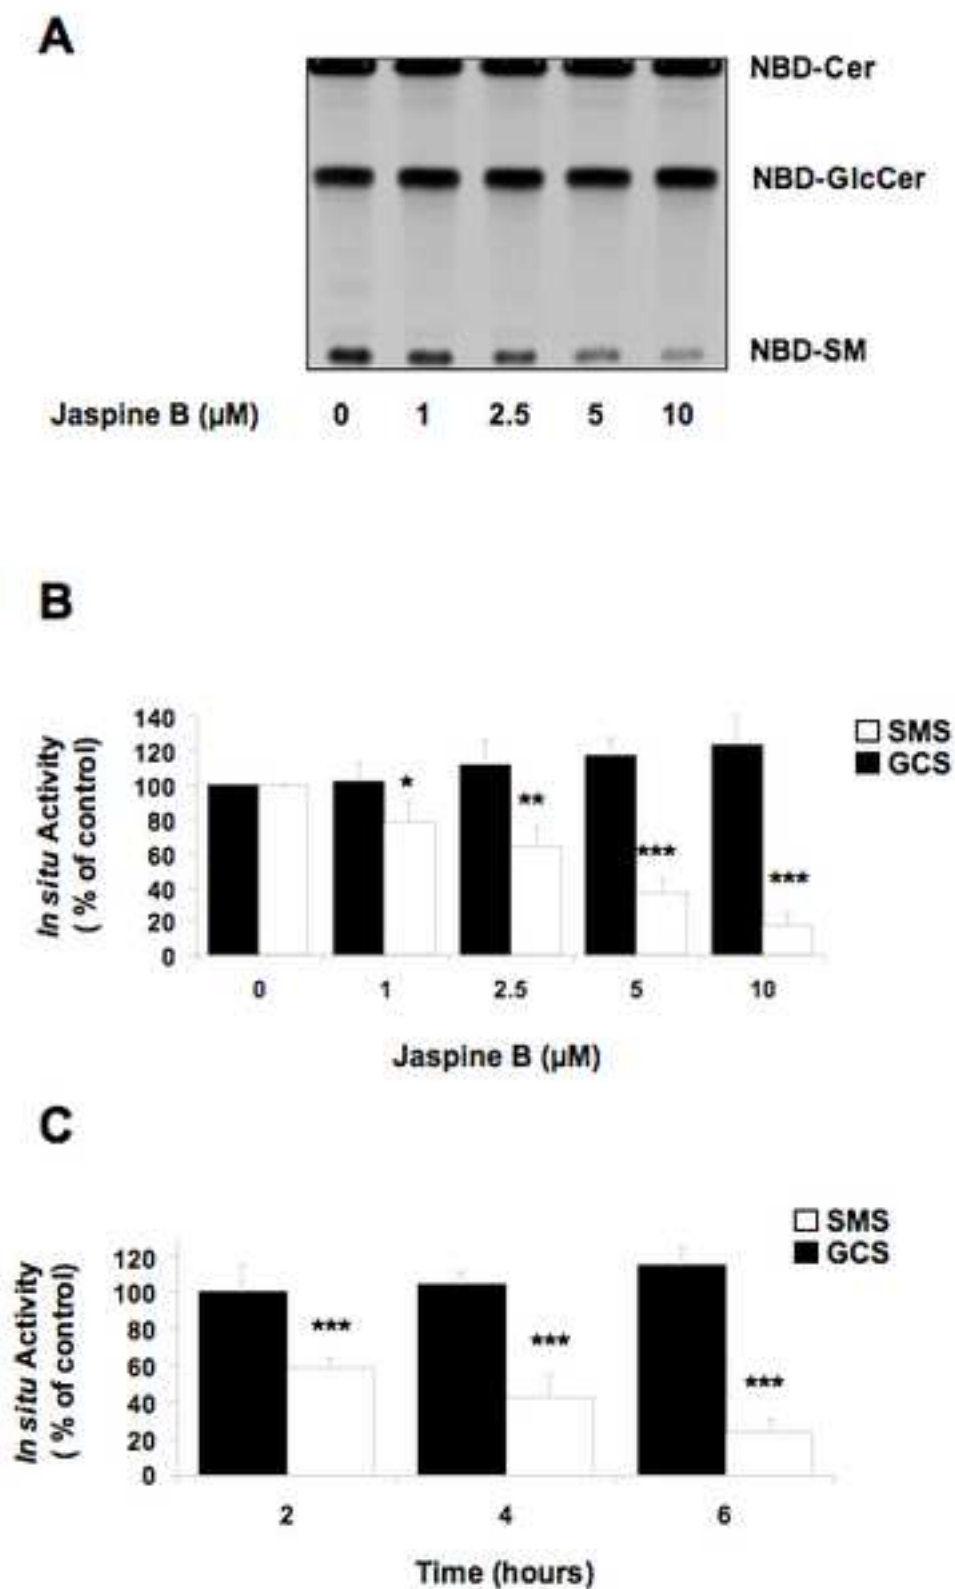 A
NBD-Cer
NBD-GlcCer
NBD-SM
Jaspine B (µM) 0 1 2.5 5 10
B
In situ Activity
( % of control)
140
120
100
80
60
40
20
0
SMS
GCS
*
**
***
***
0 1 2.5 5 10
Jaspine B (µM)
C
In situ Activity
( % of control)
120
100
80
60
40
20
0
SMS
GCS
***
***
***
2 4 6
Time (hours)